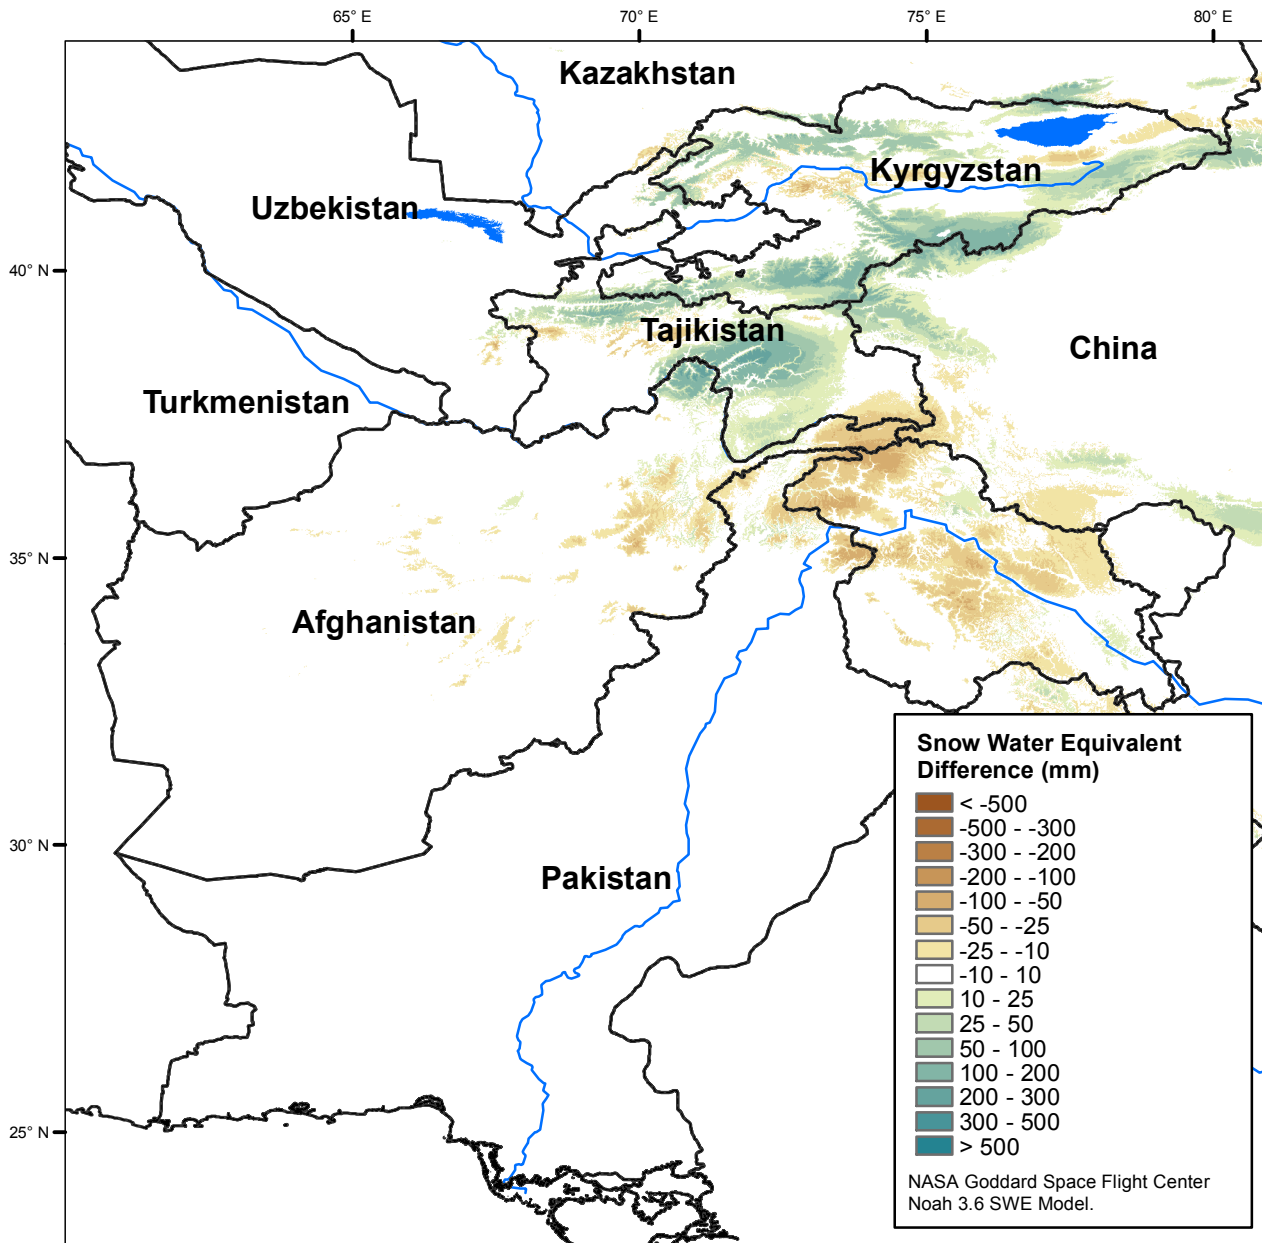 65° E 70° E 75° E 80° E
Kazakhstan
Kyrgyzstan
Uzbekistan
40° N
Tajikistan
China
Turkmenistan
35° N
Afghanistan
Snow Water Equivalent
Difference (mm)
< -500
-500 - -300
-300 - -200
-200 - -100
-100 - -50
-50 - -25
-25 - -10
-10 - 10
10 - 25
25 - 50
50 - 100
100 - 200
200 - 300
300 - 500
> 500
NASA Goddard Space Flight Center
Noah 3.6 SWE Model.
30° N
Pakistan
25° N